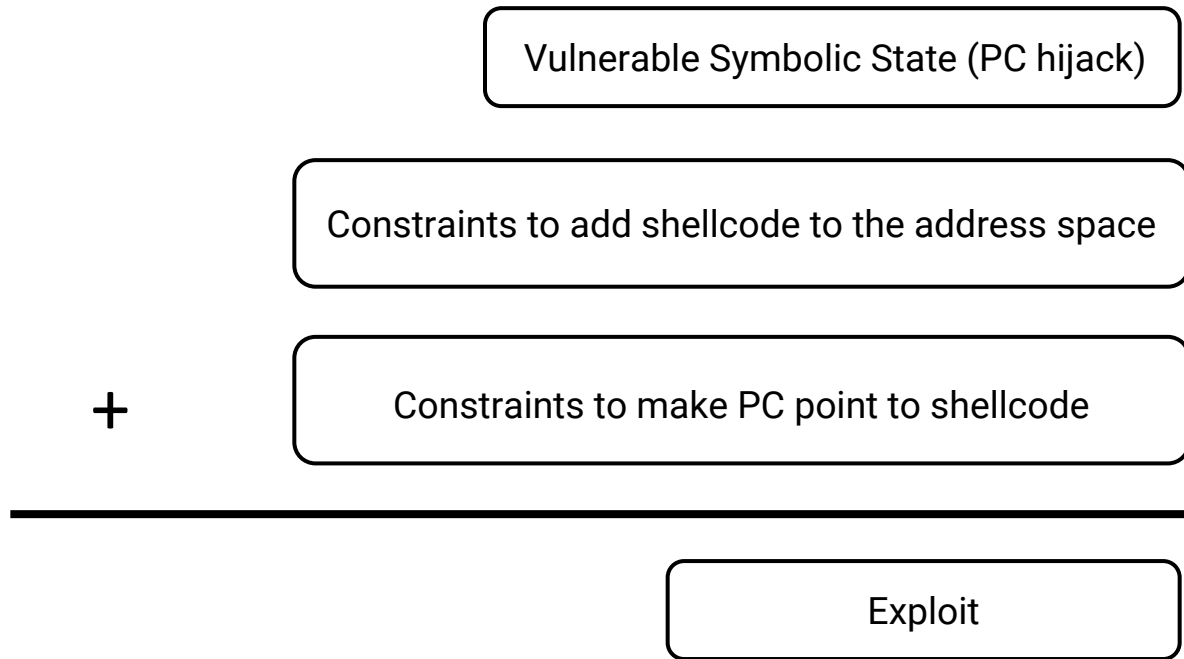 Vulnerable Symbolic State (PC hijack)
Constraints to add shellcode to the address space
+ Constraints to make PC point to shellcode
Exploit